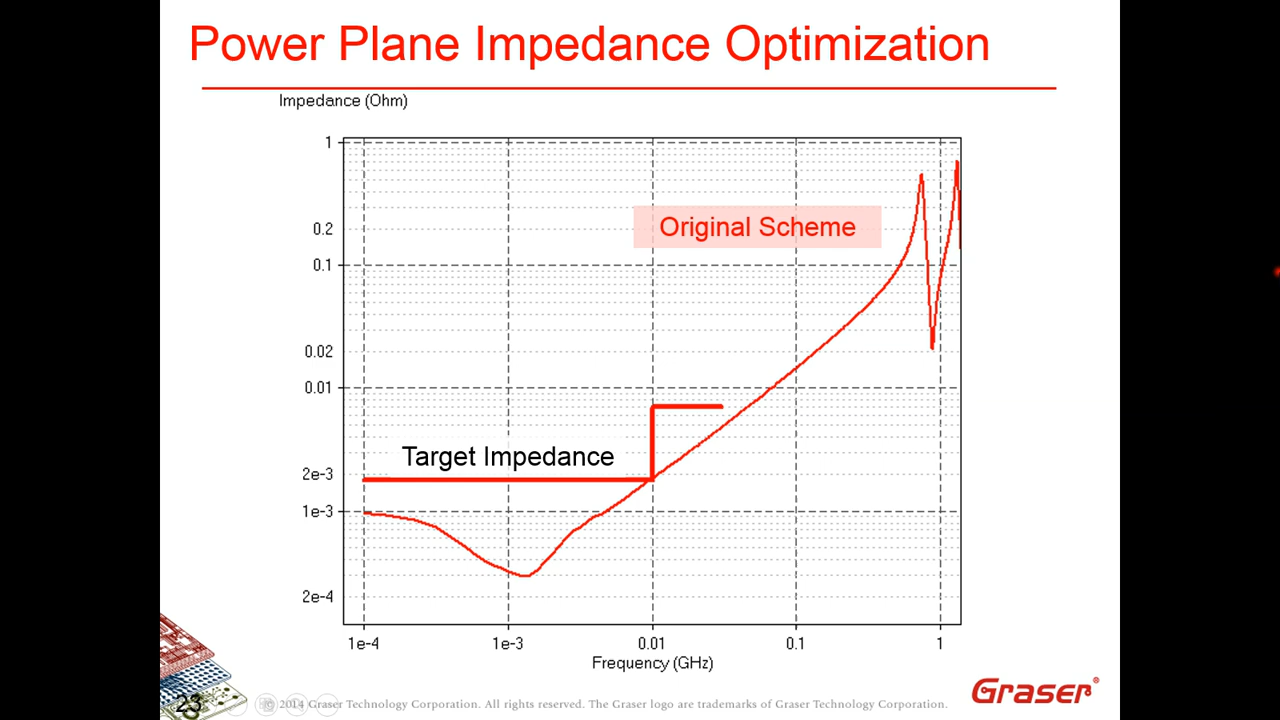 Power Plane Impedance Optimization
Impedance (Ohm)
1
Original Scheme
0.2
0.1
0.02
0.01
Target Impedance
2e-3
1e-3
2e-4
1e-4 1e-3 0.01 0.1 1
Frequency (GHz)
23
© 2014 Graser Technology Corporation. All rights reserved. The Graser logo are trademarks of Graser Technology Corporation.
Graser®